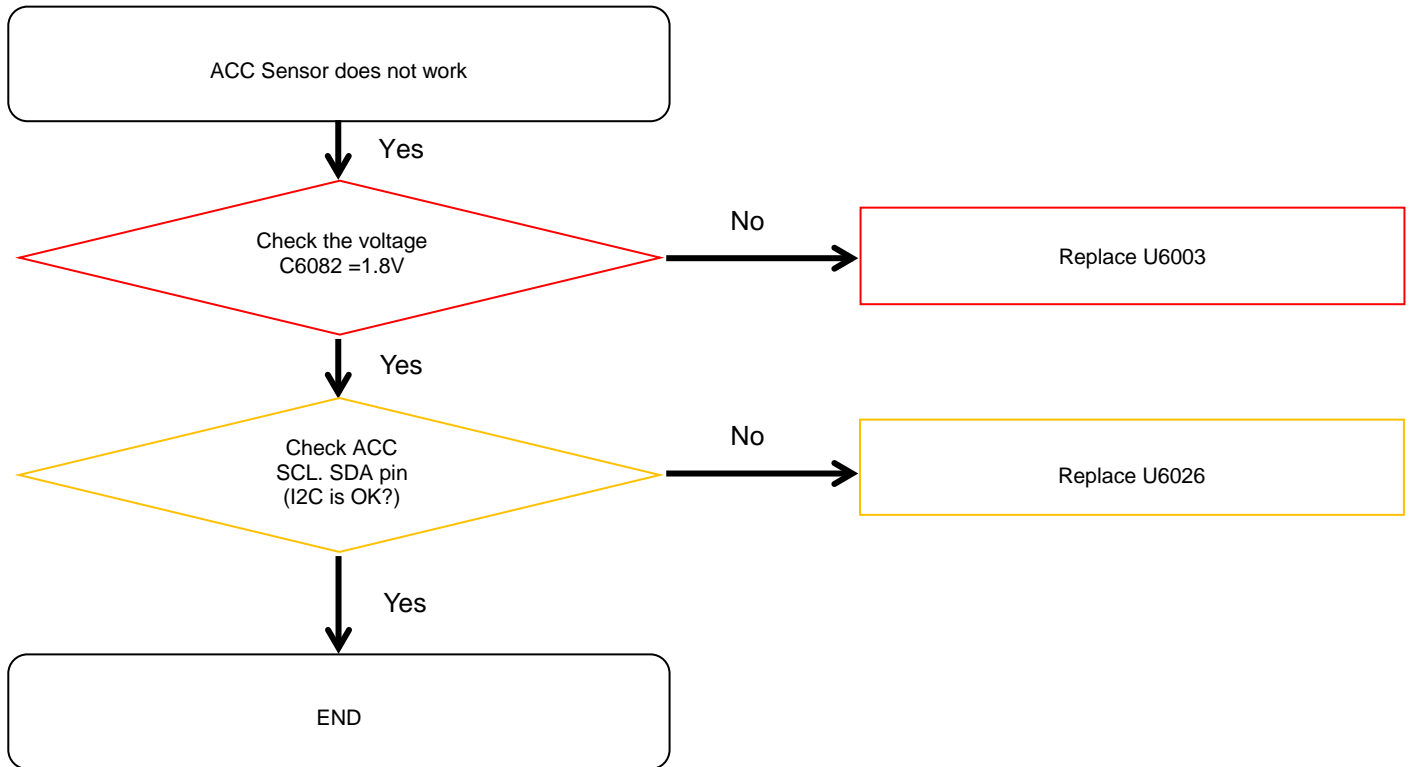 ACC Sensor does not work
Yes
Check the voltage
C6082 =1.8V
No
Replace U6003
Yes
Check ACC
SCL. SDA pin
(I2C is OK?)
No
Replace U6026
Yes
END